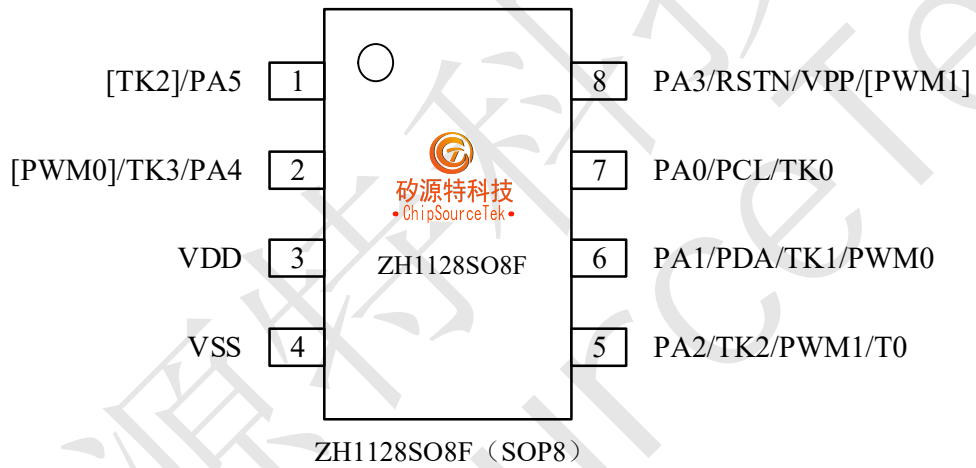 [TK2]/PA5 1 8 PA3/RSTN/VPP/[PWM1]
[PWM0]/TK3/PA4 2 7 PA0/PCL/TK0
矽源特科技
•ChipSourceTek•
VDD 3 ZH1128SO8F 6 PA1/PDA/TK1/PWM0
VSS 4 5 PA2/TK2/PWM1/T0
ZH1128SO8F（SOP8）